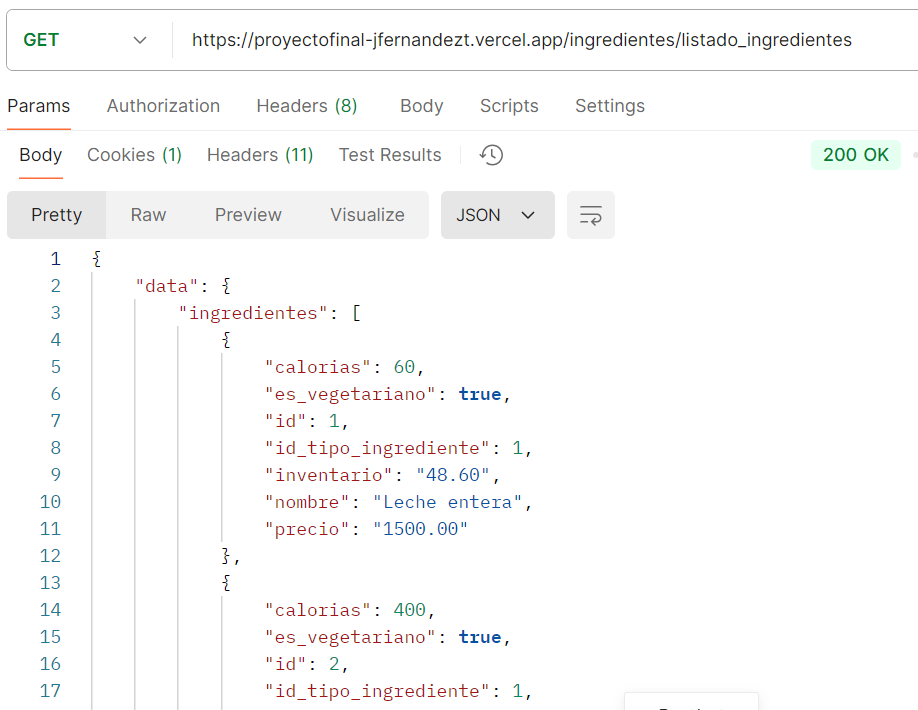 GET https://proyectofinal-jfernandezt.vercel.app/ingredientes/listado_ingredientes
Params Authorization Headers (8) Body Scripts Settings
Body Cookies (1) Headers (11) Test Results 200 OK
Pretty Raw Preview Visualize JSON
1 {
2 "data": {
3 "ingredientes": [
4 {
5 "calorias": 60,
6 "es_vegetariano": true,
7 "id": 1,
8 "id_tipo_ingrediente": 1,
9 "inventario": "48.60",
10 "nombre": "Leche entera",
11 "precio": "1500.00"
12 },
13 {
14 "calorias": 400,
15 "es_vegetariano": true,
16 "id": 2,
17 "id_tipo_ingrediente": 1,